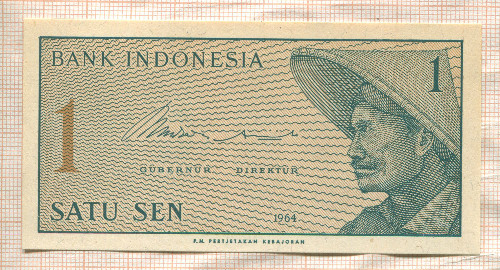 BANK INDONESIA
1
1
GUBERNUR DIREKTUR
SATU SEN
1964
P.N. PERTJETAKAN KEBAJORAN